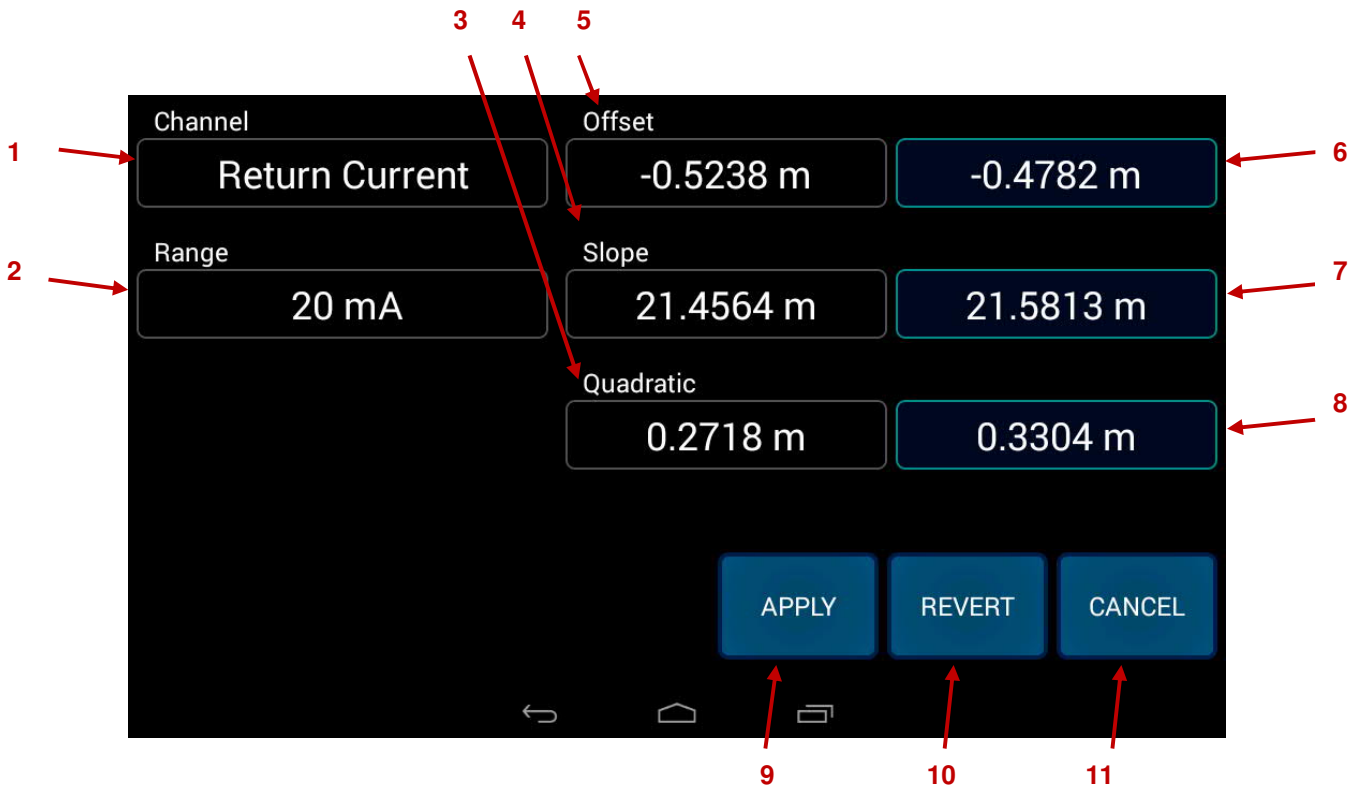 3 4 5
Channel Offset
1 Return Current -0.5238 m -0.4782 m 6
Range Slope
2 20 mA 21.4564 m 21.5813 m 7
Quadratic
0.2718 m 0.3304 m 8
APPLY REVERT CANCEL
9 10 11